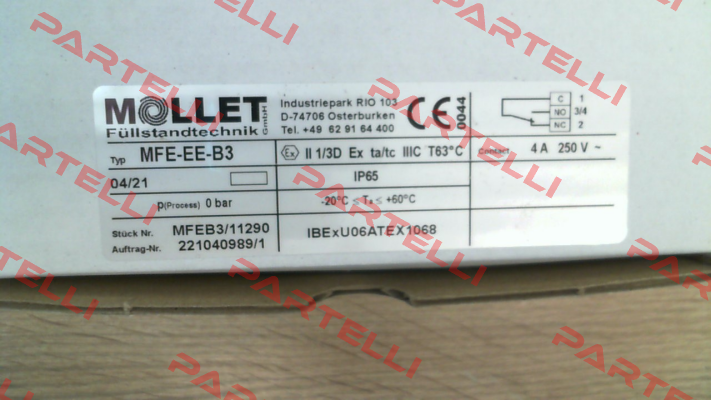 MOLLET GmbH
Füllstandtechnik
Industriepark RIO 103
D-74706 Osterburken
Tel. +49 62 91 64 400
CE 0044
C 1
NO 3/4
NC 2
Typ MFE-EE-B3
Ex II 1/3D Ex ta/tc IIIC T63°C
Contact 4 A 250 V ~
04/21
IP65
p(Process) 0 bar
-20°C ≤ Ta ≤ +60°C
Stück Nr. MFEB3/11290
Auftrag-Nr. 221040989/1
IBExU06ATEX1068
PARTELLI
PARTELLI
PARTELLI
PARTELLI
PARTELLI
PARTELLI